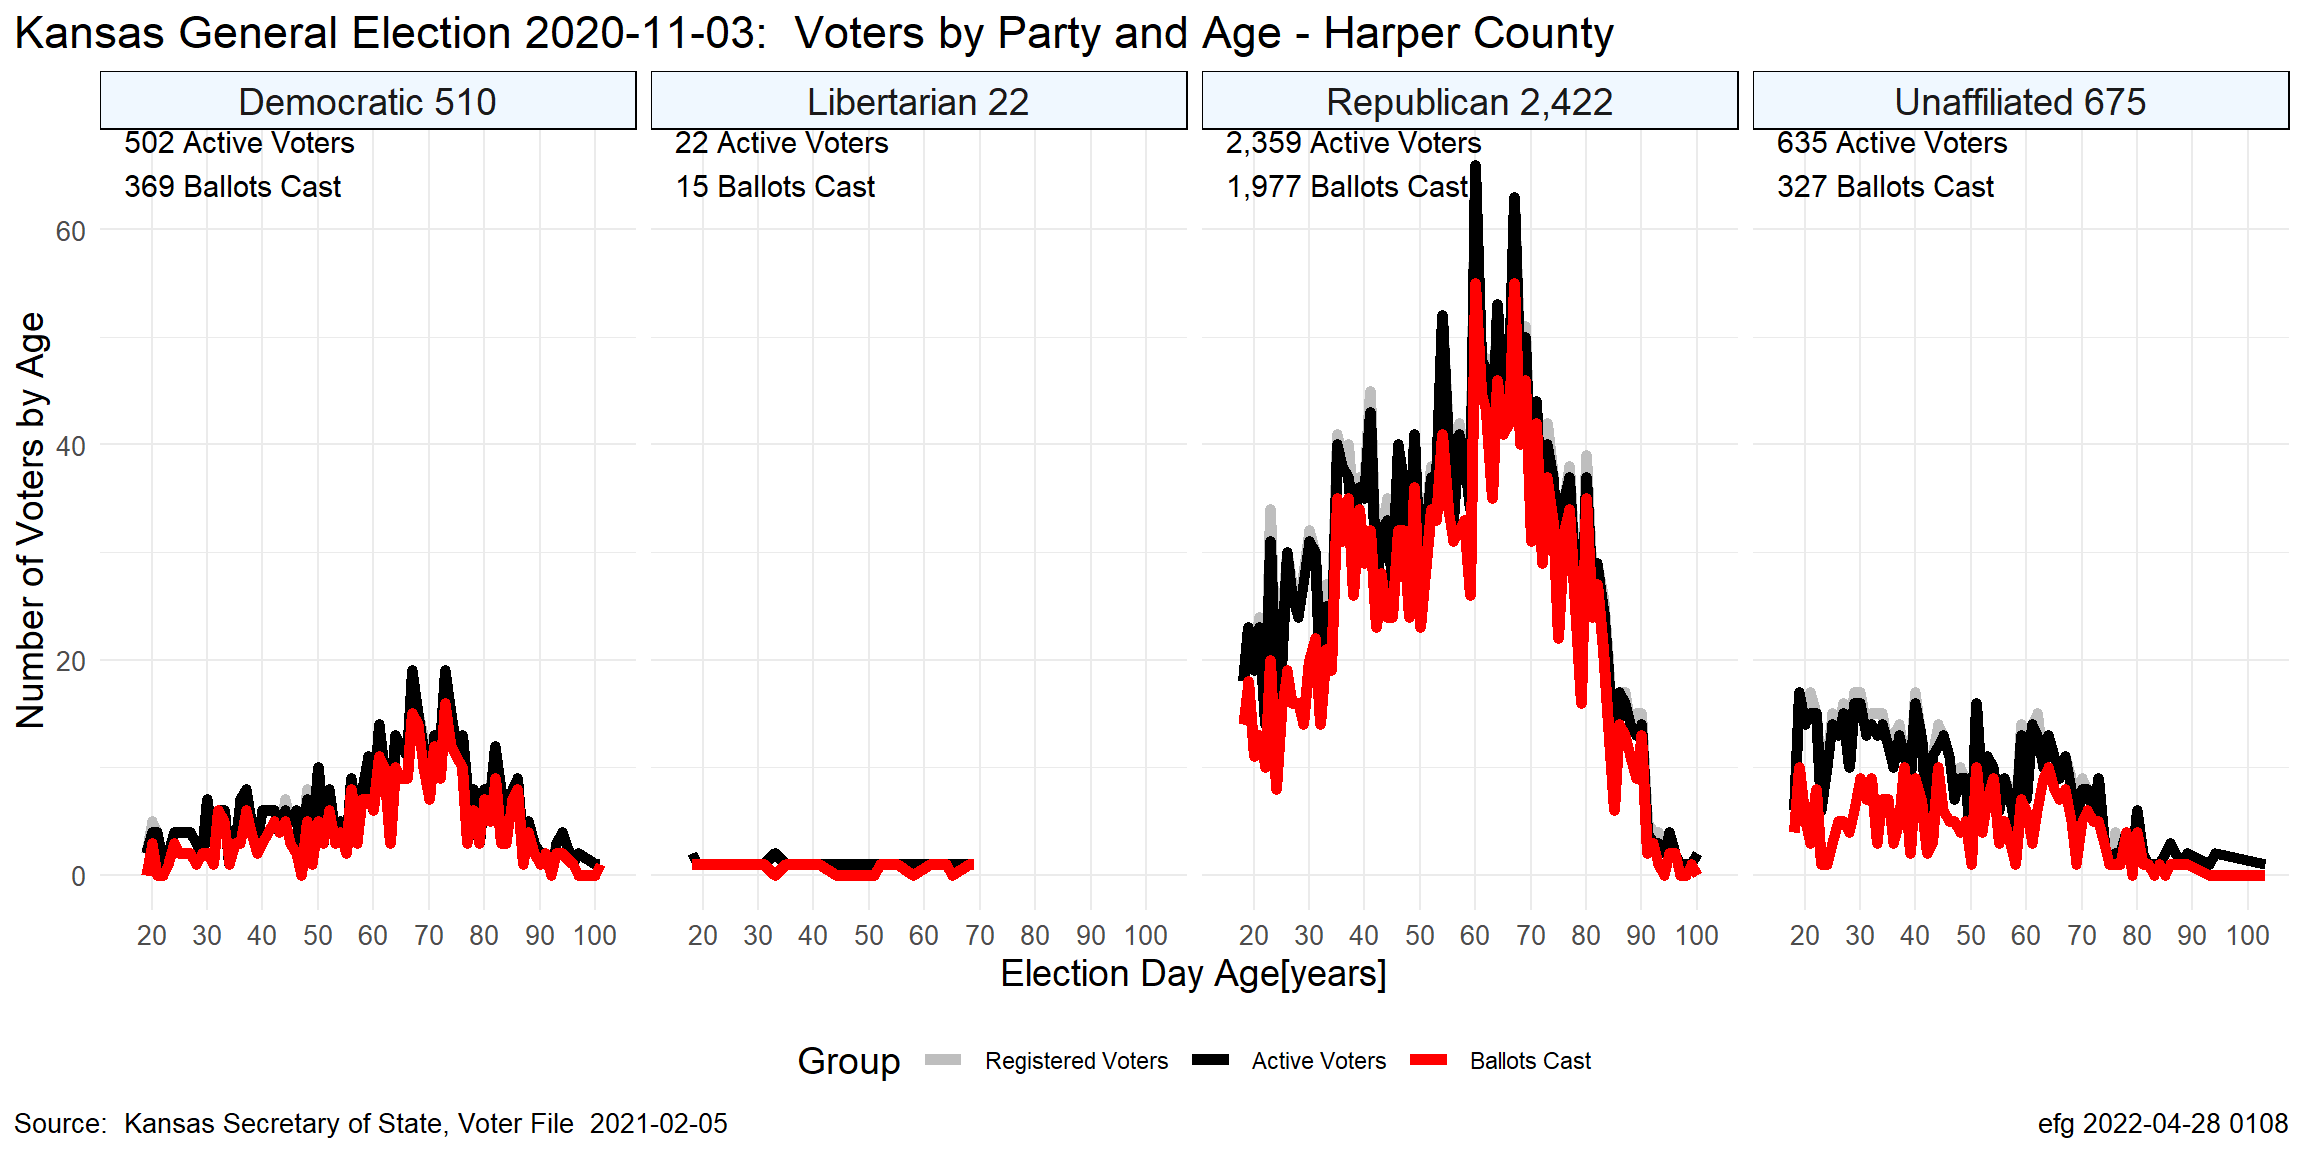 Kansas General Election 2020-11-03:  Voters by Party and Age - Harper County
Democratic 510
Libertarian 22
Republican 2,422
Unaffiliated 675
502 Active Voters
369 Ballots Cast
22 Active Voters
15 Ballots Cast
2,359 Active Voters
1,977 Ballots Cast
635 Active Voters
327 Ballots Cast
Number of Voters by Age
60
40
20
0
20 30 40 50 60 70 80 90 100
20 30 40 50 60 70 80 90 100
20 30 40 50 60 70 80 90 100
20 30 40 50 60 70 80 90 100
Election Day Age[years]
Group Registered Voters Active Voters Ballots Cast
Source:  Kansas Secretary of State, Voter File  2021-02-05
efg 2022-04-28 0108